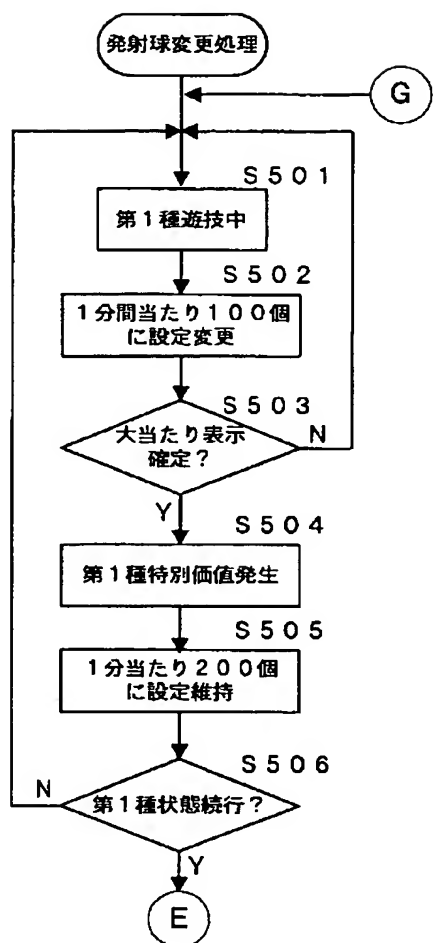 発射球変更処理
G
S501
第1種遊技中
S502
1分間当たり100個
に設定変更
S503
大当たり表示
確定?
N
Y
S504
第1種特別価値発生
S505
1分当たり200個
に設定維持
S506
N
第1種状態続行?
Y
E